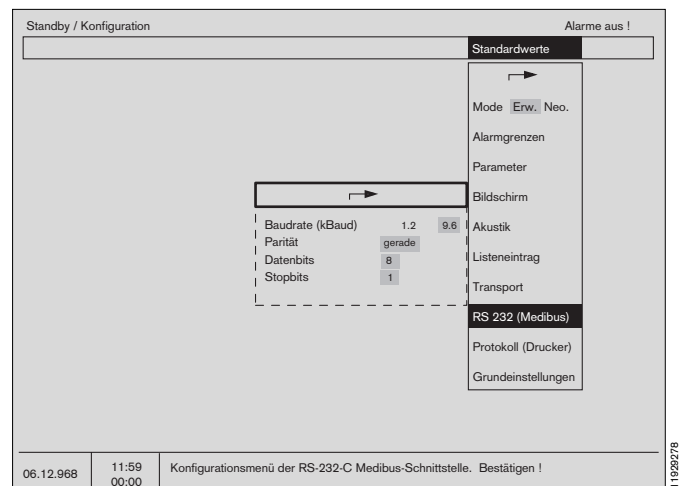 Standby / Konfiguration Alarme aus !
Standardwerte
Mode Erw. Neo.
Alarmgrenzen
Parameter
Bildschirm
Akustik
Listeneintrag
Transport
RS 232 (Medibus)
Protokoll (Drucker)
Grundeinstellungen
Baudrate (kBaud) 1.2 9.6
Parität gerade
Datenbits 8
Stopbits 1
06.12.968
11:59
00:00
Konfigurationsmenü der RS-232-C Medibus-Schnittstelle. Bestätigen !
11929278